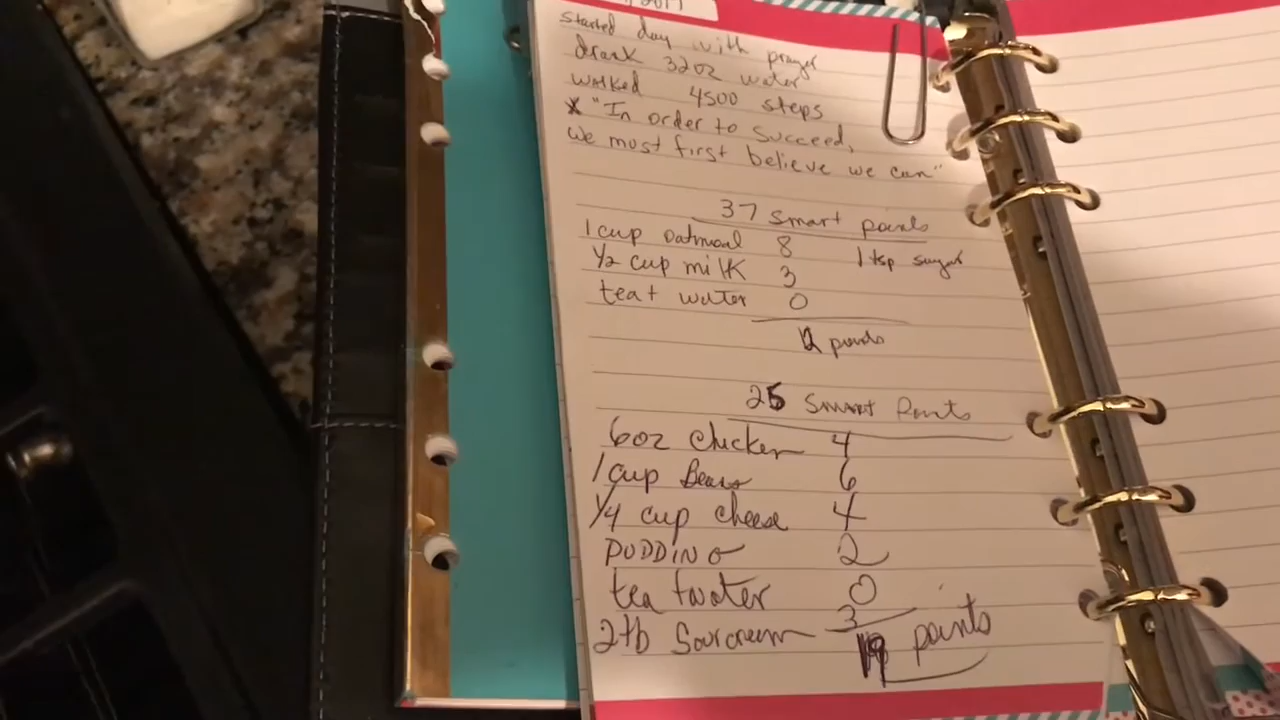 2017
started day with prayer
drank 32oz water
walked 4500 steps
* "In order to succeed,
we most first believe we can"
37 smart points
1 cup oatmeal 8 1 tsp sugar
1/2 cup milk 3
tea + water 0
12 points
25 Smart Points
6oz chicken 4
1 cup Beans 6
1/4 cup cheese 4
PUDDING 2
tea + water 0
2tb Sourcream 3
19 points